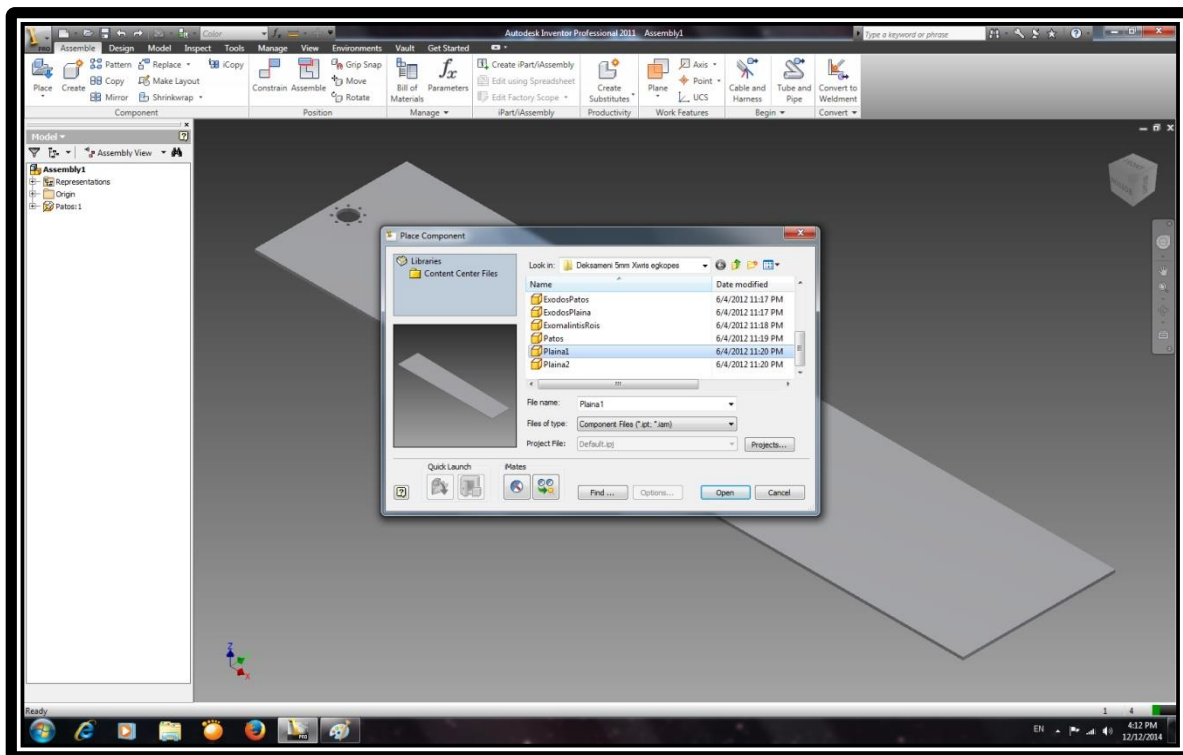 PRO
Color
Autodesk Inventor Professional 2011 Assembly1
Type a keyword or phrase
Assemble Design Model Inspect Tools Manage View Environments Vault Get Started
Place
Create
Pattern
Copy
Mirror
Replace
Make Layout
Shrinkwrap
iCopy
Component
Constrain
Assemble
Grip Snap
Move
Rotate
Position
Bill of Materials
fx
Parameters
Manage
Create iPart/iAssembly
Edit using Spreadsheet
Edit Factory Scope
iPart/iAssembly
Create Substitutes
Productivity
Plane
Axis
Point
UCS
Work Features
Cable and Harness
Tube and Pipe
Begin
Convert to Weldment
Convert
Model
Assembly View
Assembly1
Representations
Origin
Patos:1
Place Component
Libraries
Content Center Files
Look in: Deksameni 5mm Xwris egkopes
Name Date modified
ExodosPatos 6/4/2012 11:17 PM
ExodosPlaina 6/4/2012 11:17 PM
ExomalintisRois 6/4/2012 11:18 PM
Patos 6/4/2012 11:19 PM
Plaina1 6/4/2012 11:20 PM
Plaina2 6/4/2012 11:20 PM
File name: Plaina1
Files of type: Component Files (*.ipt; *.iam)
Project File: Default.ipj Projects...
Quick Launch iMates
Find ... Options... Open Cancel
Z
X
Ready
1 4
PRO
EN
4:12 PM
12/12/2014